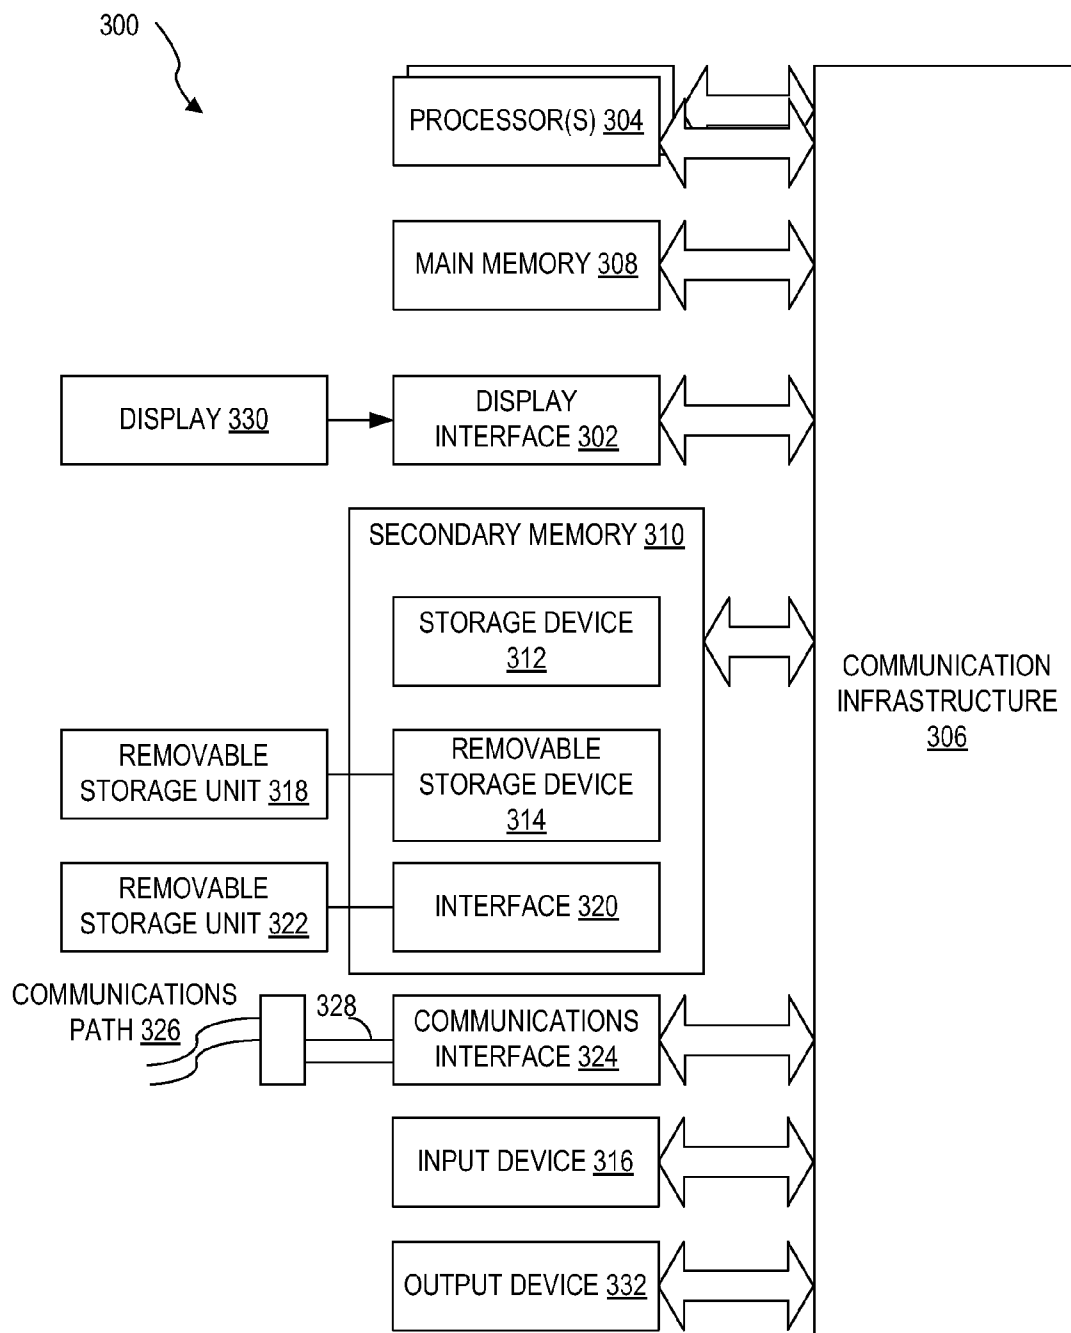 300
PROCESSOR(S) 304
MAIN MEMORY 308
DISPLAY 330
DISPLAY
INTERFACE 302
SECONDARY MEMORY 310
STORAGE DEVICE
312
COMMUNICATION
INFRASTRUCTURE
306
REMOVABLE
STORAGE UNIT 318
REMOVABLE
STORAGE DEVICE
314
REMOVABLE
STORAGE UNIT 322
INTERFACE 320
COMMUNICATIONS
PATH 326
328
COMMUNICATIONS
INTERFACE 324
INPUT DEVICE 316
OUTPUT DEVICE 332